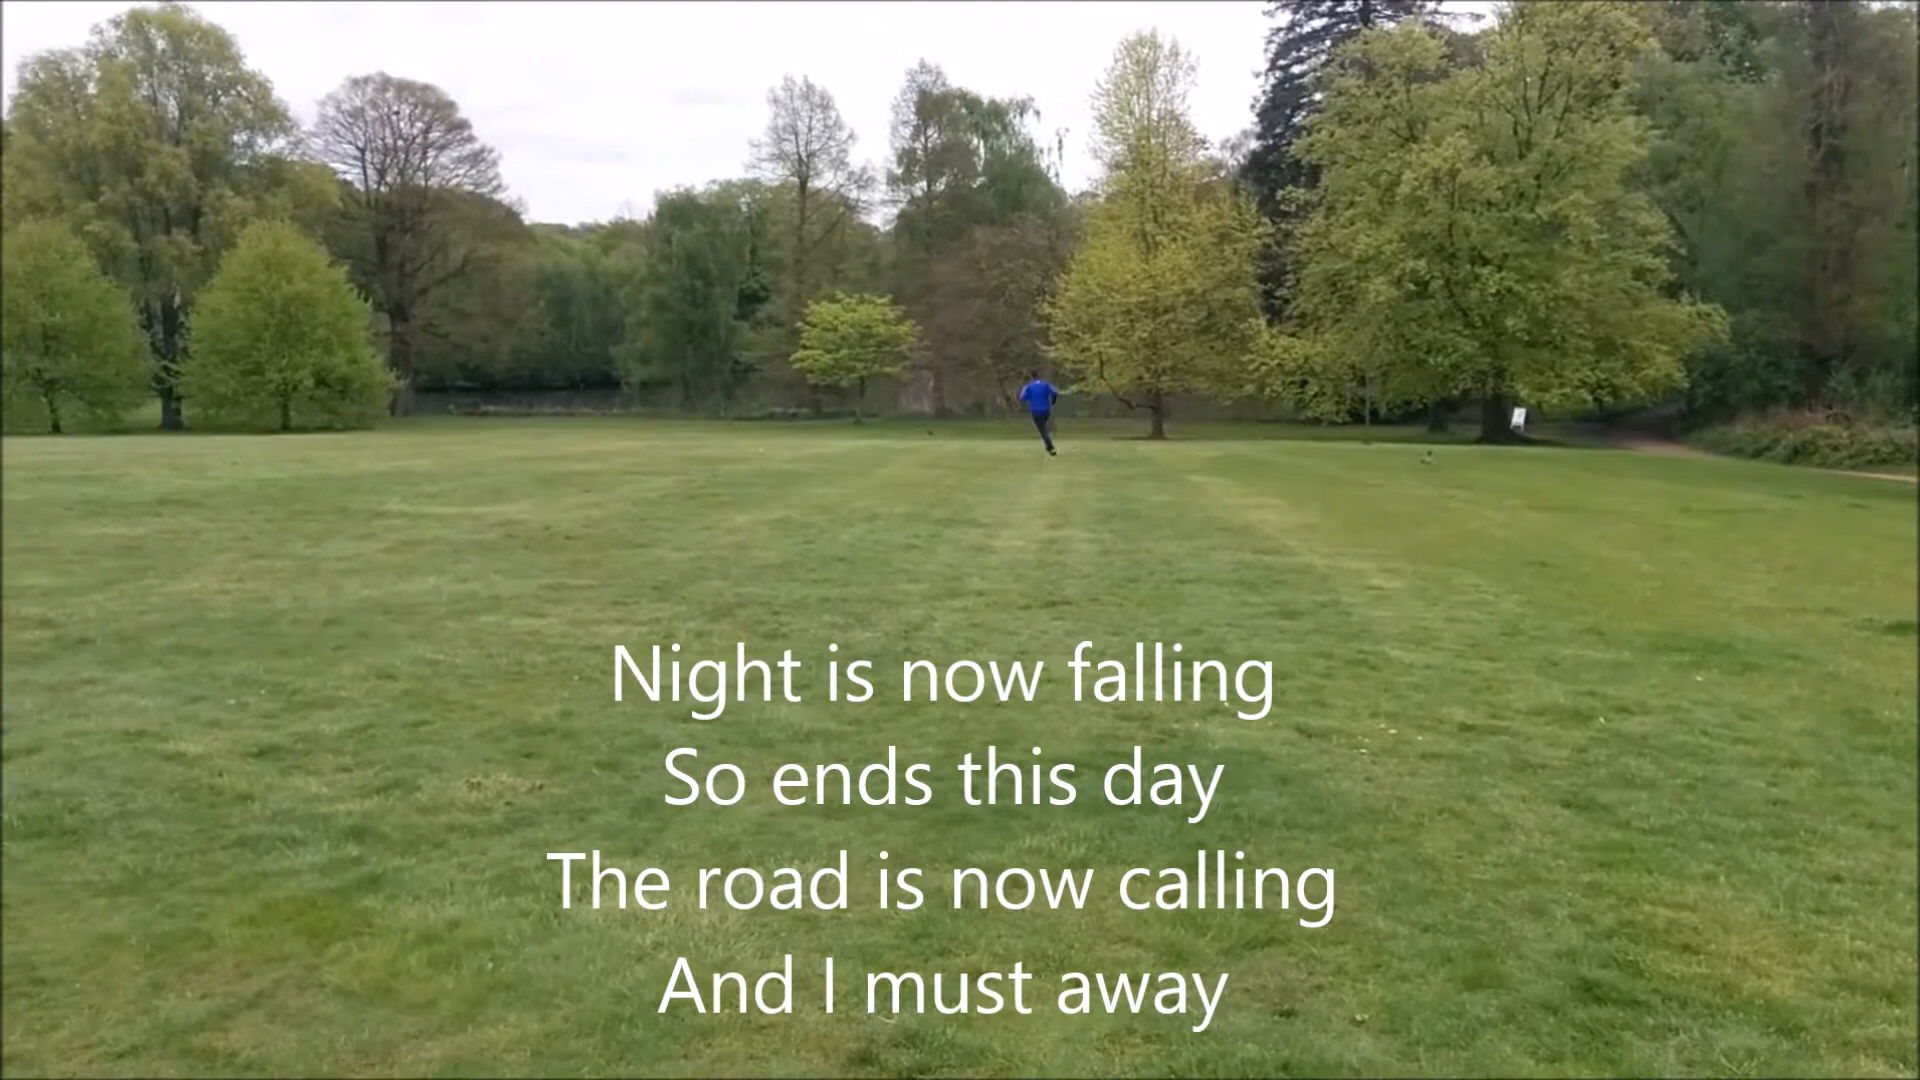 Night is now falling
So ends this day
The road is now calling
And I must away